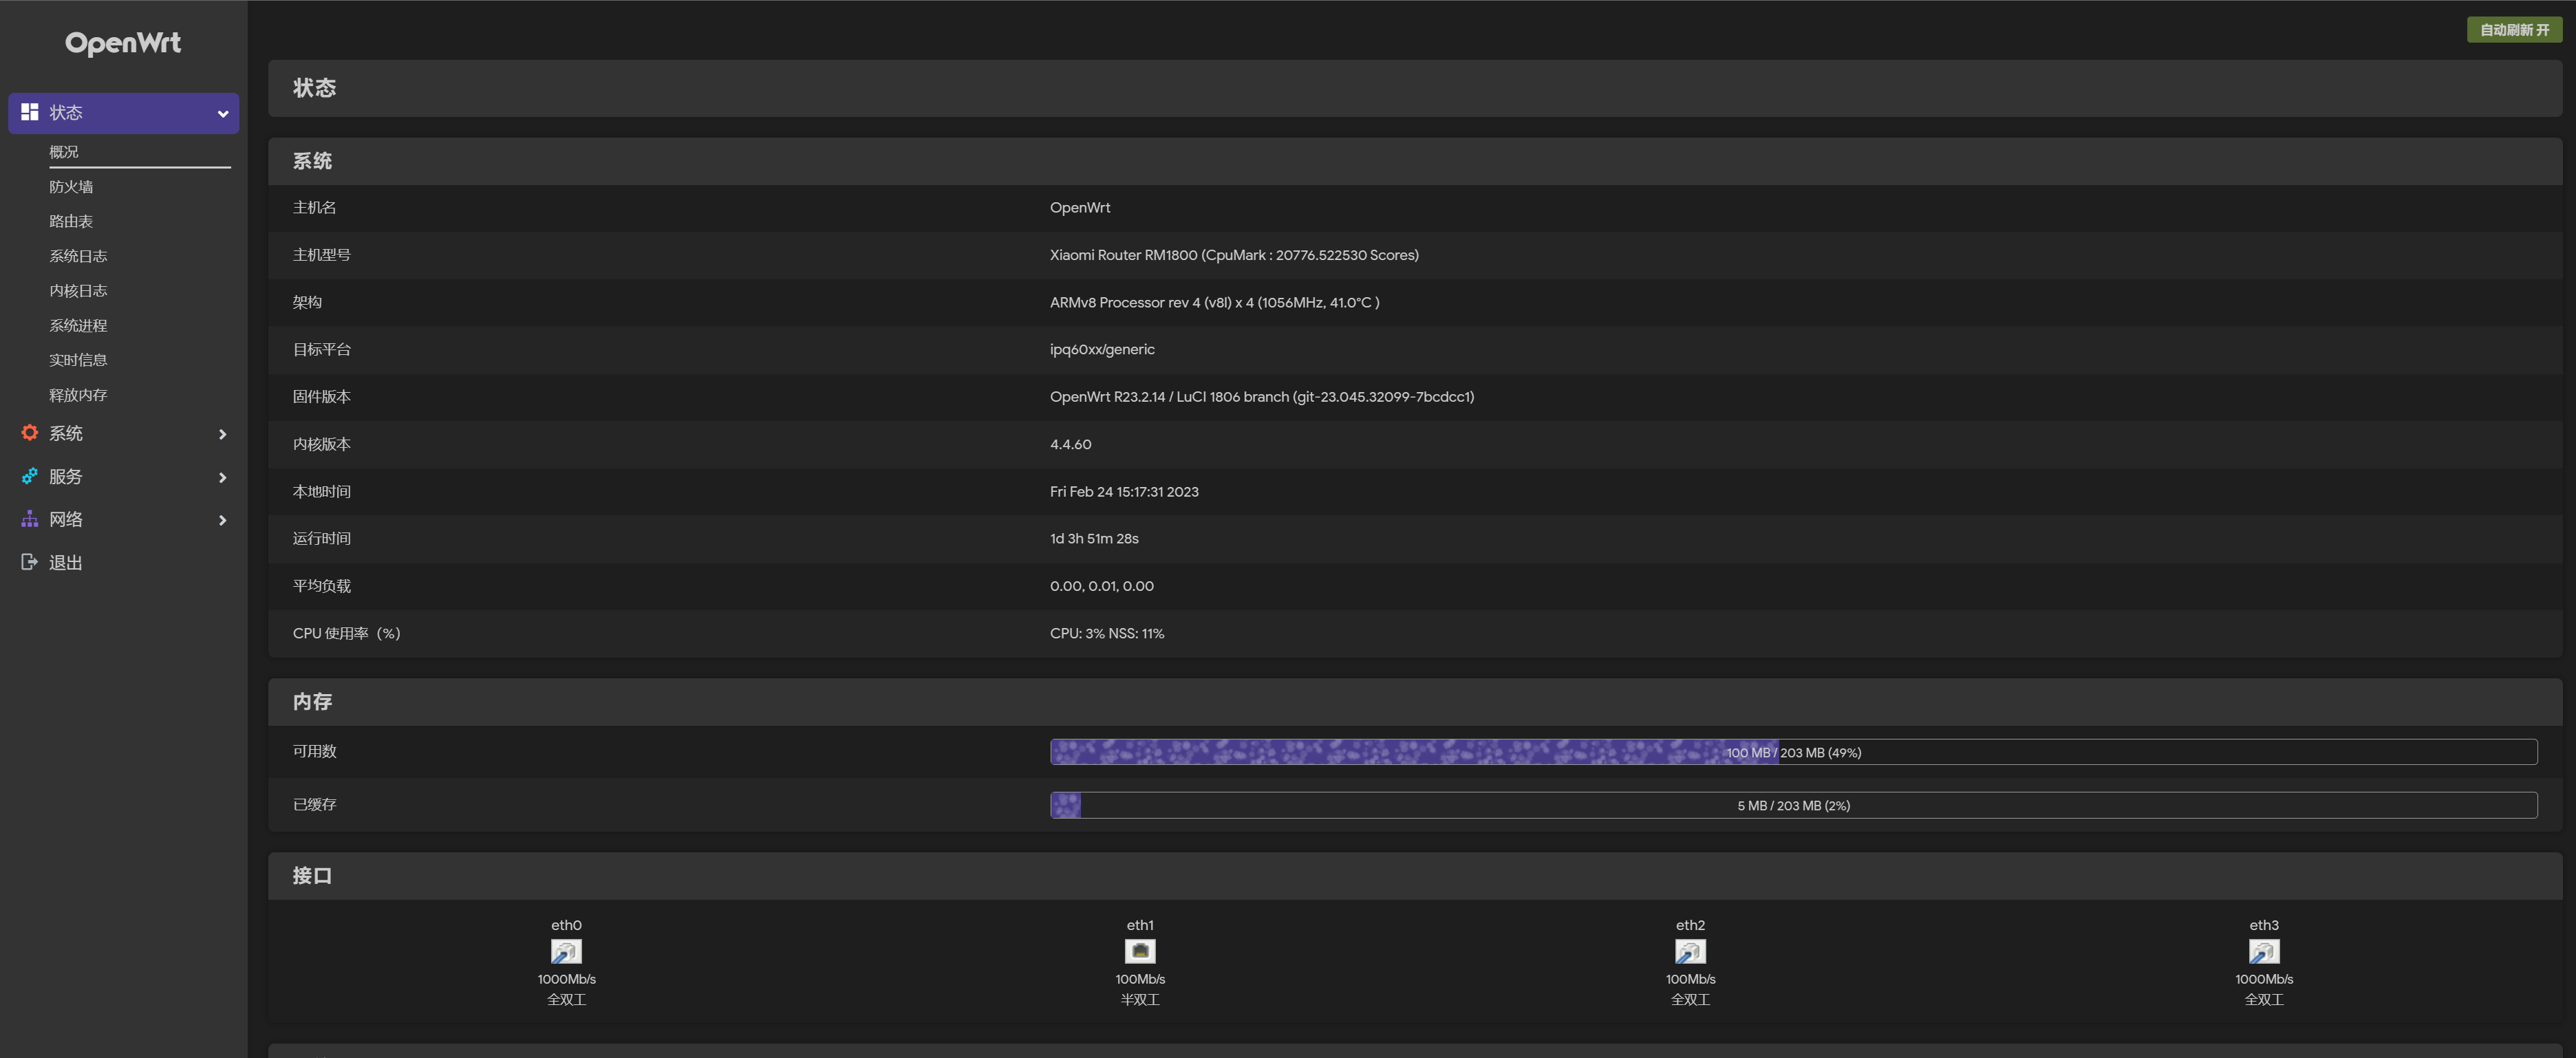 OpenWrt
自动刷新 开
状态
概况
防火墙
路由表
系统日志
内核日志
系统进程
实时信息
释放内存
系统
服务
网络
退出
状态
系统
主机名 OpenWrt
主机型号 Xiaomi Router RM1800 (CpuMark : 20776.522530 Scores)
架构 ARMv8 Processor rev 4 (v8l) x 4 (1056MHz, 41.0°C )
目标平台 ipq60xx/generic
固件版本 OpenWrt R23.2.14 / LuCI 1806 branch (git-23.045.32099-7bcdcc1)
内核版本 4.4.60
本地时间 Fri Feb 24 15:17:31 2023
运行时间 1d 3h 51m 28s
平均负载 0.00, 0.01, 0.00
CPU 使用率（%） CPU: 3% NSS: 11%
内存
可用数 100 MB / 203 MB (49%)
已缓存 5 MB / 203 MB (2%)
接口
eth0 eth1 eth2 eth3
1000Mb/s 100Mb/s 100Mb/s 1000Mb/s
全双工 半双工 全双工 全双工